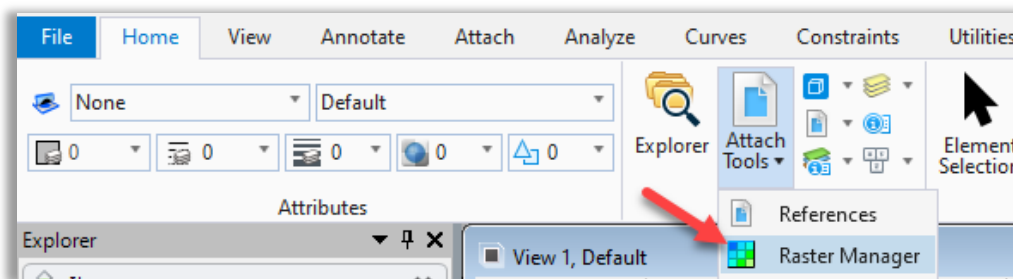 File Home View Annotate Attach Analyze Curves Constraints Utilities
None Default
0 0 0 0 0
Explorer Attach Tools Element Selection
Attributes
References
Explorer
View 1, Default
Raster Manager